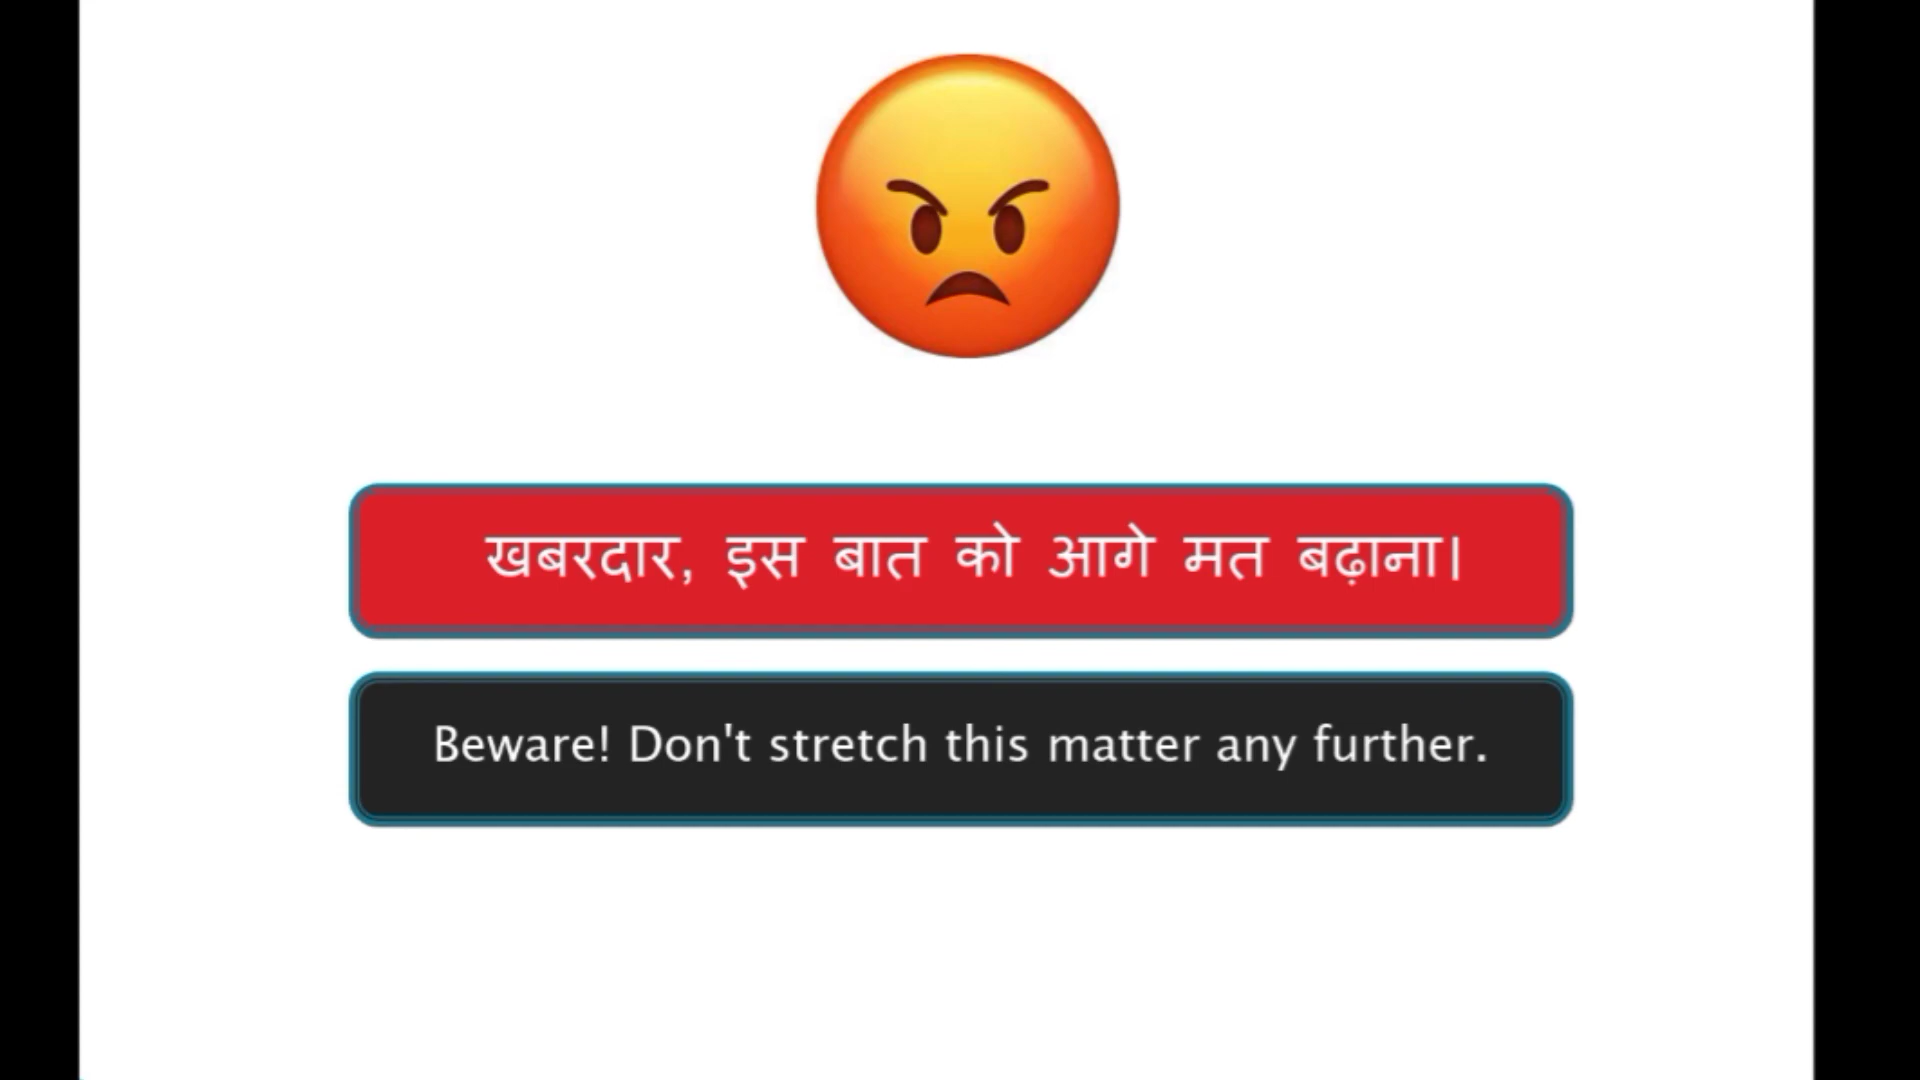 खबरदार, इस बात को आगे मत बढ़ाना।
Beware! Don't stretch this matter any further.